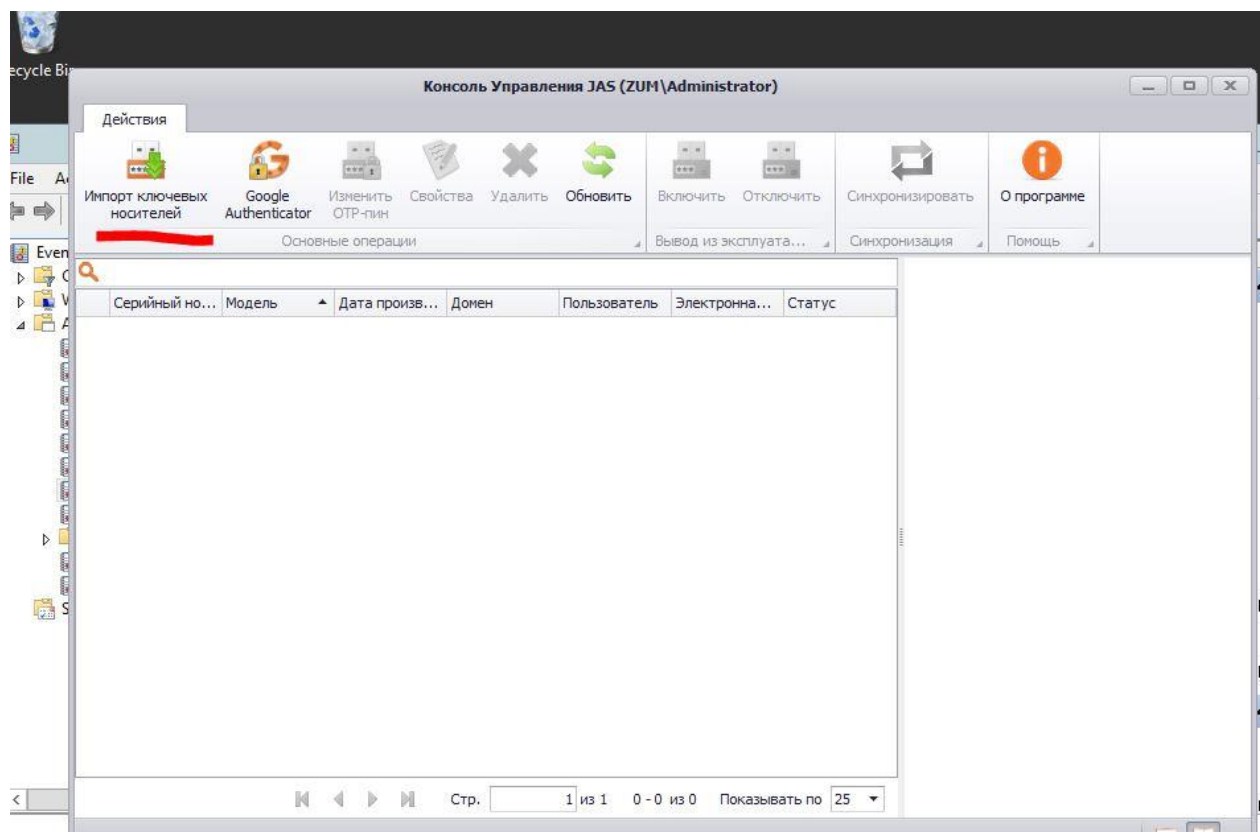 Консоль Управления JAS (ZUM\Administrator)
Действия
File
Импорт ключевых
носителей
Google
Authenticator
Изменить
OTP-пин
Свойства
Удалить
Обновить
Включить
Отключить
Синхронизировать
О программе
Основные операции
Вывод из эксплуата...
Синхронизация
Помощь
Серийный но... Модель Дата произв... Домен Пользователь Электронна... Статус
Стр. 1 из 1 0 - 0 из 0 Показывать по 25